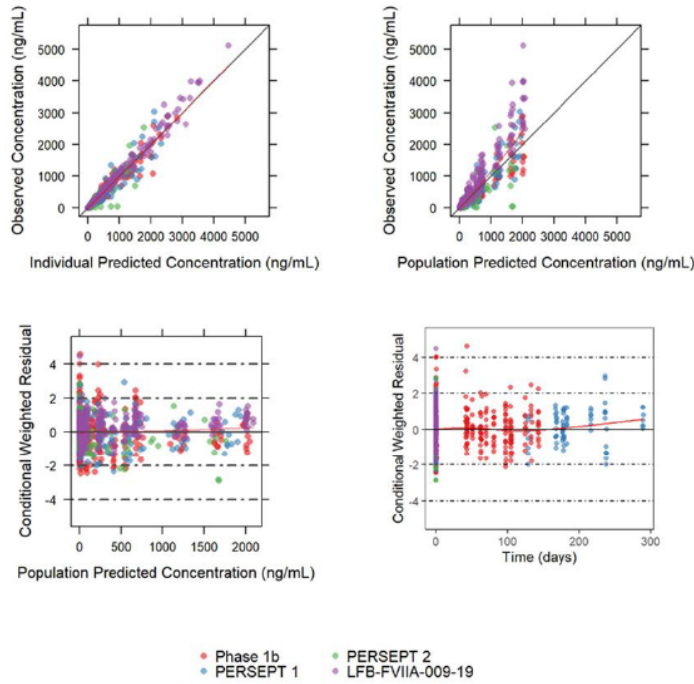 Observed Concentration (ng/mL)
5000
4000
3000
2000
1000
0
0 1000 2000 3000 4000 5000
Individual Predicted Concentration (ng/mL)
Observed Concentration (ng/mL)
5000
4000
3000
2000
1000
0
0 1000 2000 3000 4000 5000
Population Predicted Concentration (ng/mL)
Conditional Weighted Residual
4
2
0
-2
-4
0 500 1000 1500 2000
Population Predicted Concentration (ng/mL)
Conditional Weighted Residual
4
2
0
-2
-4
0 100 200 300
Time (days)
Phase 1b
PERSEPT 1
PERSEPT 2
LFB-FVIIA-009-19